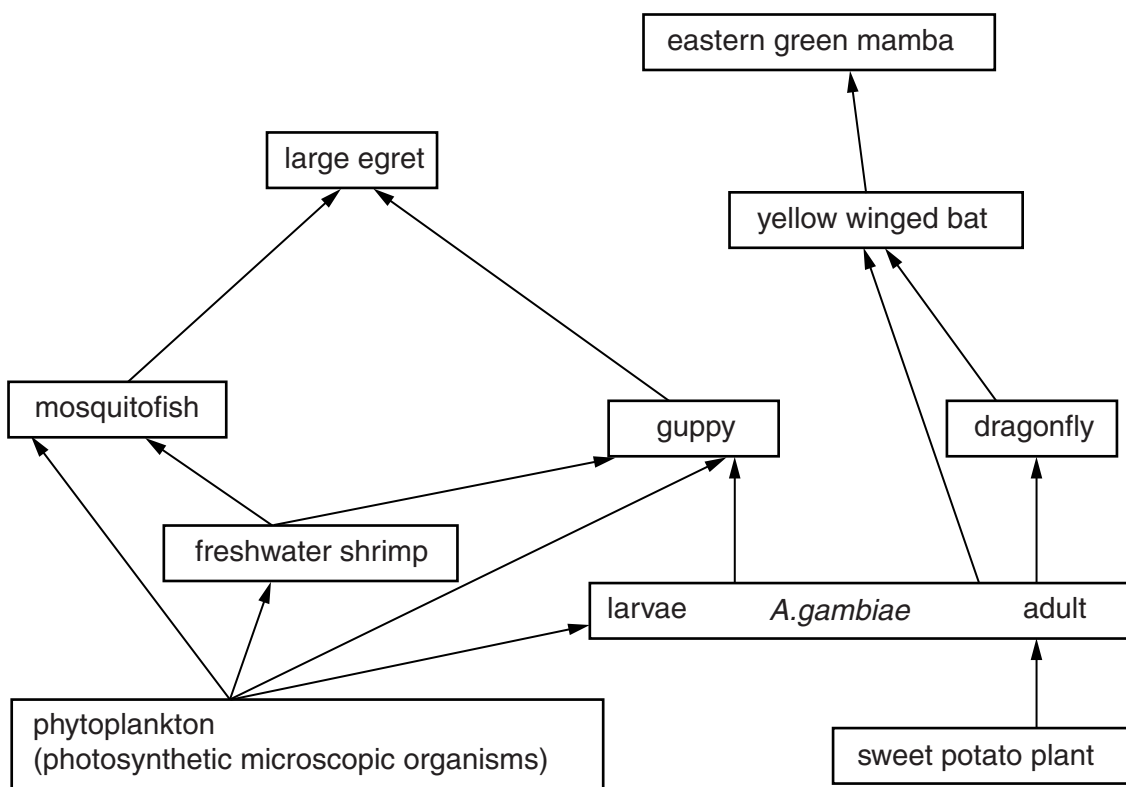 eastern green mamba
large egret
yellow winged bat
mosquitofish
guppy
dragonfly
freshwater shrimp
larvae A.gambiae adult
phytoplankton
(photosynthetic microscopic organisms)
sweet potato plant